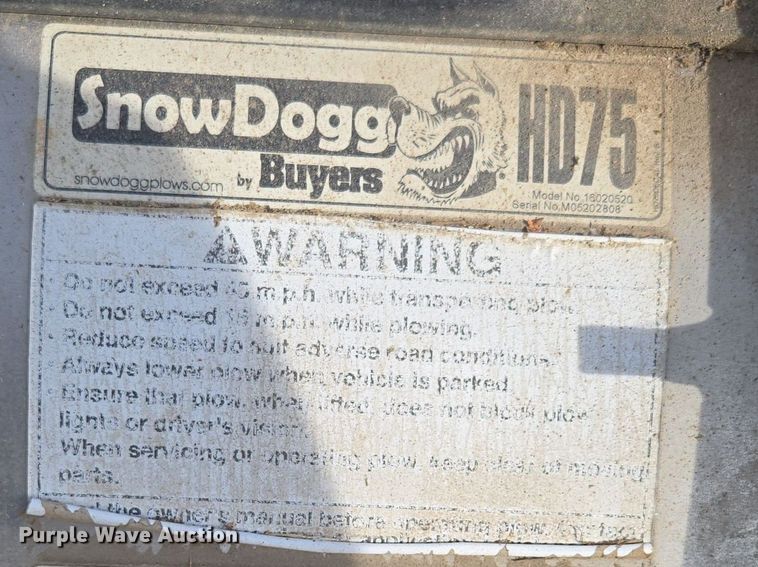 SnowDogg
HD75
snowdoggplows.com by Buyers
Model No.16020520
Serial No.M05202808
WARNING
Do not exceed 45 m.p.h. while transporting plow.
Do not exceed 15 m.p.h. while plowing.
Reduce speed to suit adverse road conditions.
Always lower plow when vehicle is parked
Ensure that plow, when lifted, does not block plow
lights or driver's vision.
When servicing or operating plow, keep clear of moving
parts.
the owner's manual before operating plow
application
Purple Wave Auction